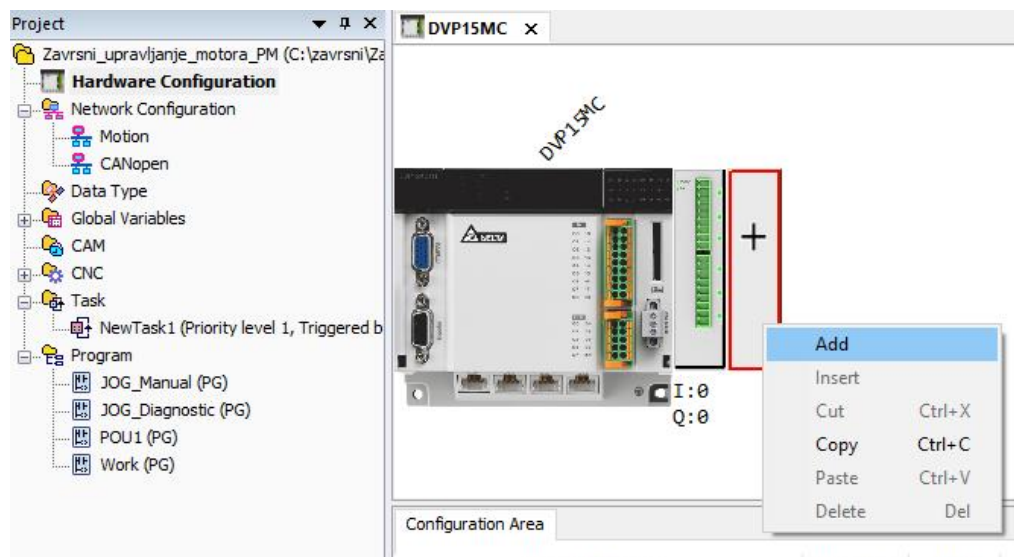 Project
Zavrsni_upravljanje_motora_PM (C:\zavrsni\Za
Hardware Configuration
Network Configuration
Motion
CANopen
Data Type
Global Variables
CAM
CNC
Task
NewTask1 (Priority level 1, Triggered b
Program
JOG_Manual (PG)
JOG_Diagnostic (PG)
POU1 (PG)
Work (PG)
DVP15MC
DVP15MC
I:0
Q:0
Add
Insert
Cut Ctrl+X
Copy Ctrl+C
Paste Ctrl+V
Delete Del
Configuration Area